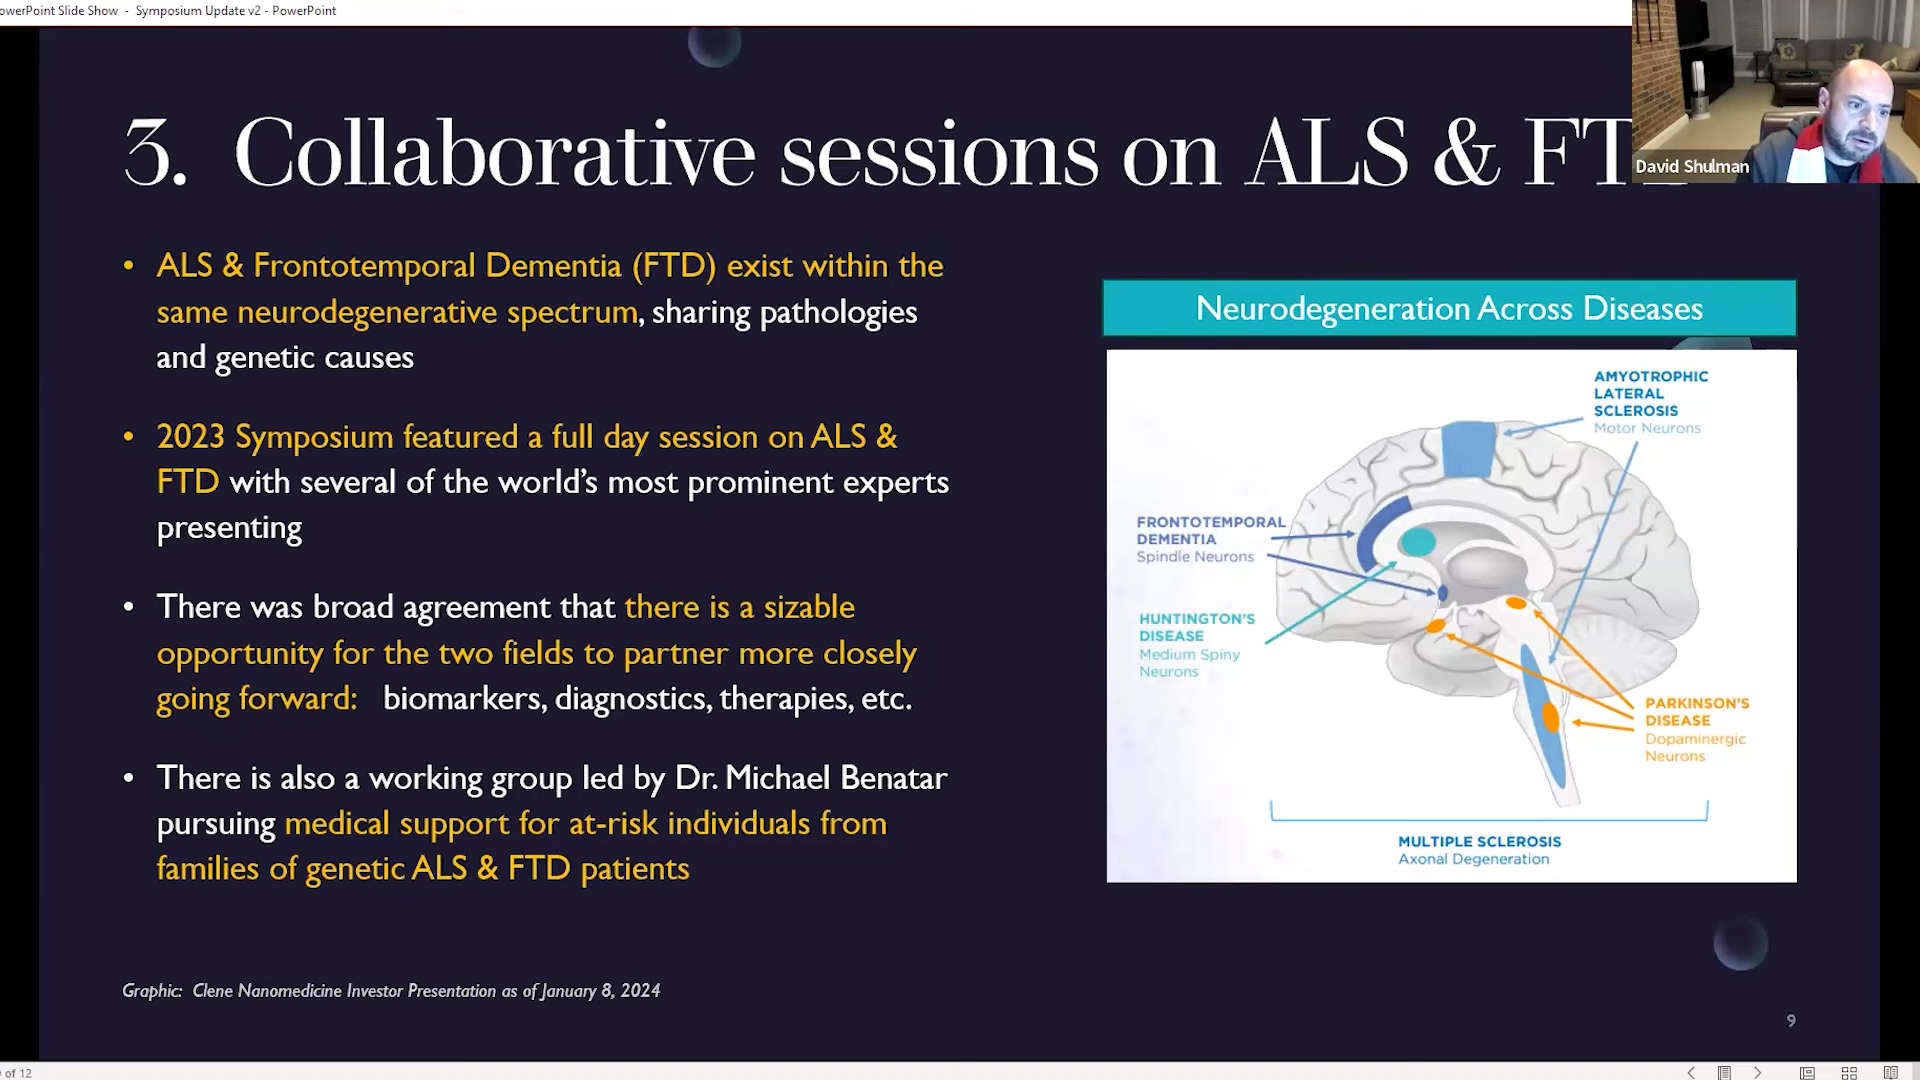 PowerPoint Slide Show - Symposium Update v2 - PowerPoint
David Shulman
3. Collaborative sessions on ALS & FT
• ALS & Frontotemporal Dementia (FTD) exist within the
same neurodegenerative spectrum, sharing pathologies
and genetic causes
• 2023 Symposium featured a full day session on ALS &
FTD with several of the world’s most prominent experts
presenting
• There was broad agreement that there is a sizable
opportunity for the two fields to partner more closely
going forward: biomarkers, diagnostics, therapies, etc.
• There is also a working group led by Dr. Michael Benatar
pursuing medical support for at-risk individuals from
families of genetic ALS & FTD patients
Neurodegeneration Across Diseases
AMYOTROPHIC
LATERAL
SCLEROSIS
Motor Neurons
FRONTOTEMPORAL
DEMENTIA
Spindle Neurons
HUNTINGTON'S
DISEASE
Medium Spiny
Neurons
PARKINSON'S
DISEASE
Dopaminergic
Neurons
MULTIPLE SCLEROSIS
Axonal Degeneration
Graphic: Clene Nanomedicine Investor Presentation as of January 8, 2024
9
of 12